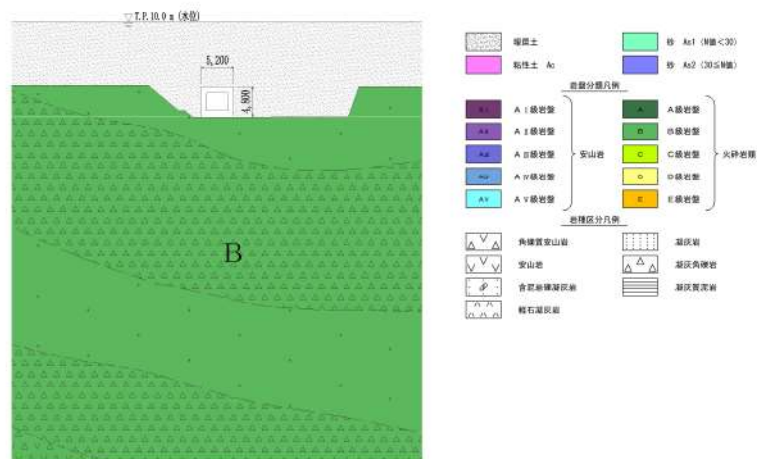 T.P.10.0 m (水位)
5,200
4,800
B
埋戻土
砂 As1 (N値<30)
粘性土 Ac
砂 As2 (30≦N値)
岩盤分類凡例
AⅠ級岩盤
A A級岩盤
AⅡ AⅡ級岩盤
B B級岩盤
AⅢ AⅢ級岩盤
安山岩
C C級岩盤
火砕岩類
AⅣ AⅣ級岩盤
D D級岩盤
AⅤ AⅤ級岩盤
E E級岩盤
岩種区分凡例
角礫質安山岩
凝灰岩
安山岩
凝灰角礫岩
含泥岩礫凝灰岩
凝灰質泥岩
軽石凝灰岩